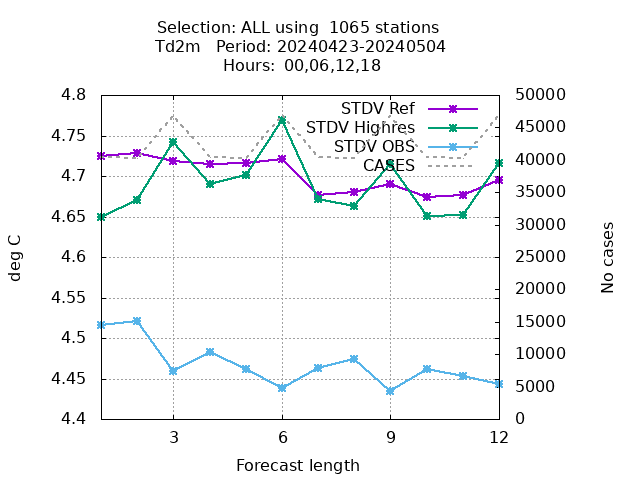 Selection: ALL using  1065 stations
Td2m   Period: 20240423-20240504
Hours:  00,06,12,18
STDV Ref
STDV Highres
STDV OBS
CASES
4.8
4.75
4.7
4.65
4.6
4.55
4.5
4.45
4.4
50000
45000
40000
35000
30000
25000
20000
15000
10000
5000
0
deg C
No cases
3
6
9
12
Forecast length